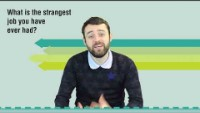 What is the strangest
job you have
ever had?